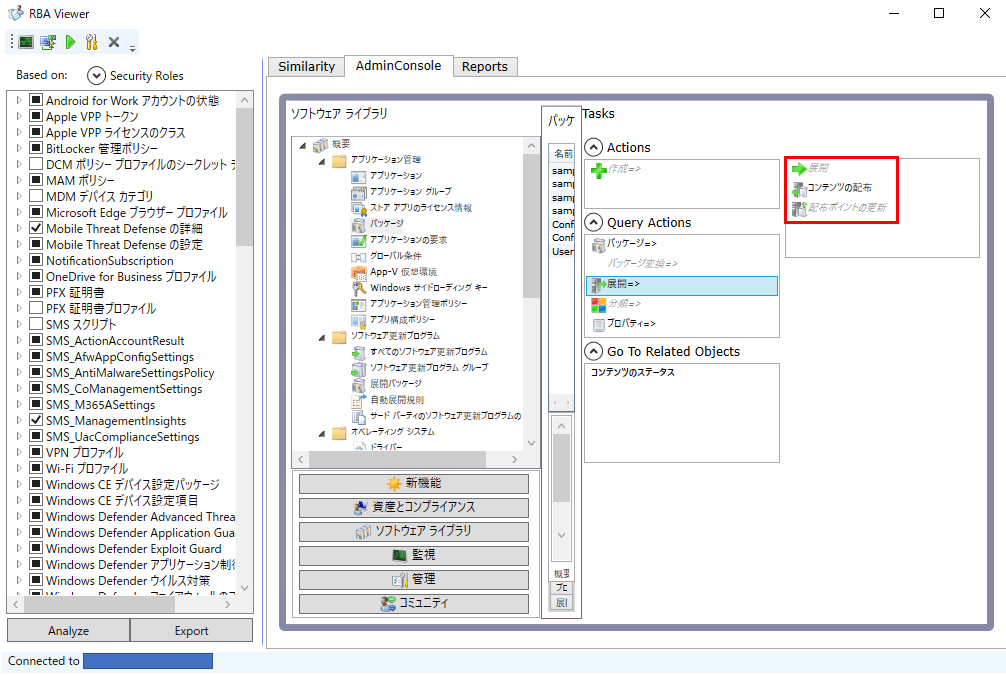 RBA Viewer
Based on:
Security Roles
Android for Work アカウントの状態
Apple VPP トークン
Apple VPP ライセンスのクラス
BitLocker 管理ポリシー
DCM ポリシー プロファイルのシークレット デ
MAM ポリシー
MDM デバイス カテゴリ
Microsoft Edge ブラウザー プロファイル
Mobile Threat Defense の詳細
Mobile Threat Defense の設定
NotificationSubscription
OneDrive for Business プロファイル
PFX 証明書
PFX 証明書プロファイル
SMS スクリプト
SMS_ActionAccountResult
SMS_AfwAppConfigSettings
SMS_AntiMalwareSettingsPolicy
SMS_CoManagementSettings
SMS_M365ASettings
SMS_ManagementInsights
SMS_UacComplianceSettings
VPN プロファイル
Wi-Fi プロファイル
Windows CE デバイス設定パッケージ
Windows CE デバイス設定項目
Windows Defender Advanced Threa
Windows Defender Application Gua
Windows Defender Exploit Guard
Windows Defender アプリケーション制御
Windows Defender ウイルス対策
Analyze
Export
Connected to
Similarity
AdminConsole
Reports
ソフトウェア ライブラリ
概要
アプリケーション管理
アプリケーション
アプリケーション グループ
ストア アプリのライセンス情報
パッケージ
アプリケーションの要求
グローバル条件
App-V 仮想環境
Windows サイドローディング キー
アプリケーション管理ポリシー
アプリ構成ポリシー
ソフトウェア更新プログラム
すべてのソフトウェア更新プログラム
ソフトウェア更新プログラム グループ
展開パッケージ
自動展開規則
サード パーティのソフトウェア更新プログラムの
オペレーティング システム
ドライバー
新機能
資産とコンプライアンス
ソフトウェア ライブラリ
監視
管理
コミュニティ
パッケ
名前
samp
samp
samp
samp
Conf
Conf
User
概要
プロ
展開
Tasks
Actions
作成=>
Query Actions
パッケージ=>
パッケージ変換=>
展開=>
分類=>
プロパティ=>
Go To Related Objects
コンテンツのステータス
展開
コンテンツの配布
配布ポイントの更新